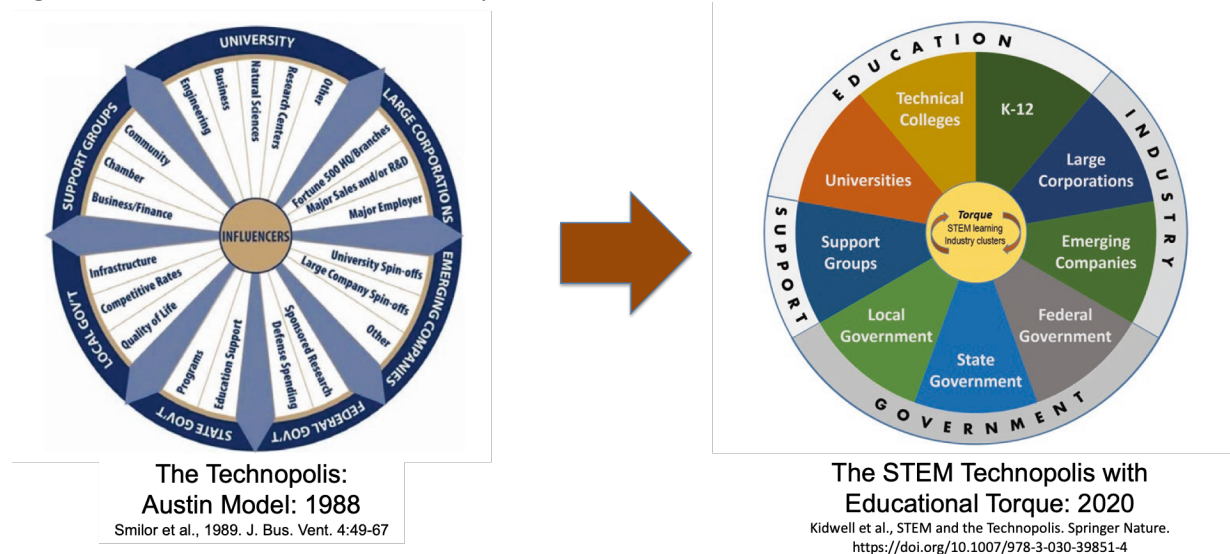 UNIVERSITY
Engineering
Business
Natural Sciences
Research Centers
Other
LARGE CORPORATIONS
Fortune 500 HQ/Branches
Major Sales and/or R&D
Major Employer
EMERGING COMPANIES
University Spin-offs
Large Company Spin-offs
Other
FEDERAL GOVT
Sponsored Research
Defense Spending
STATE GOV'T
Education Support
Programs
LOCAL GOV'T
Quality of Life
Competitive Rates
Infrastructure
SUPPORT GROUPS
Business/Finance
Chamber
Community
INFLUENCERS
The Technopolis:
Austin Model: 1988
Smilor et al., 1989. J. Bus. Vent. 4:49-67
EDUCATION
Universities
Technical
Colleges
K-12
INDUSTRY
Large
Corporations
Emerging
Companies
GOVERNMENT
Federal
Government
State
Government
Local
Government
SUPPORT
Support
Groups
Torque
STEM learning
Industry clusters
The STEM Technopolis with
Educational Torque: 2020
Kidwell et al., STEM and the Technopolis. Springer Nature.
https://doi.org/10.1007/978-3-030-39851-4